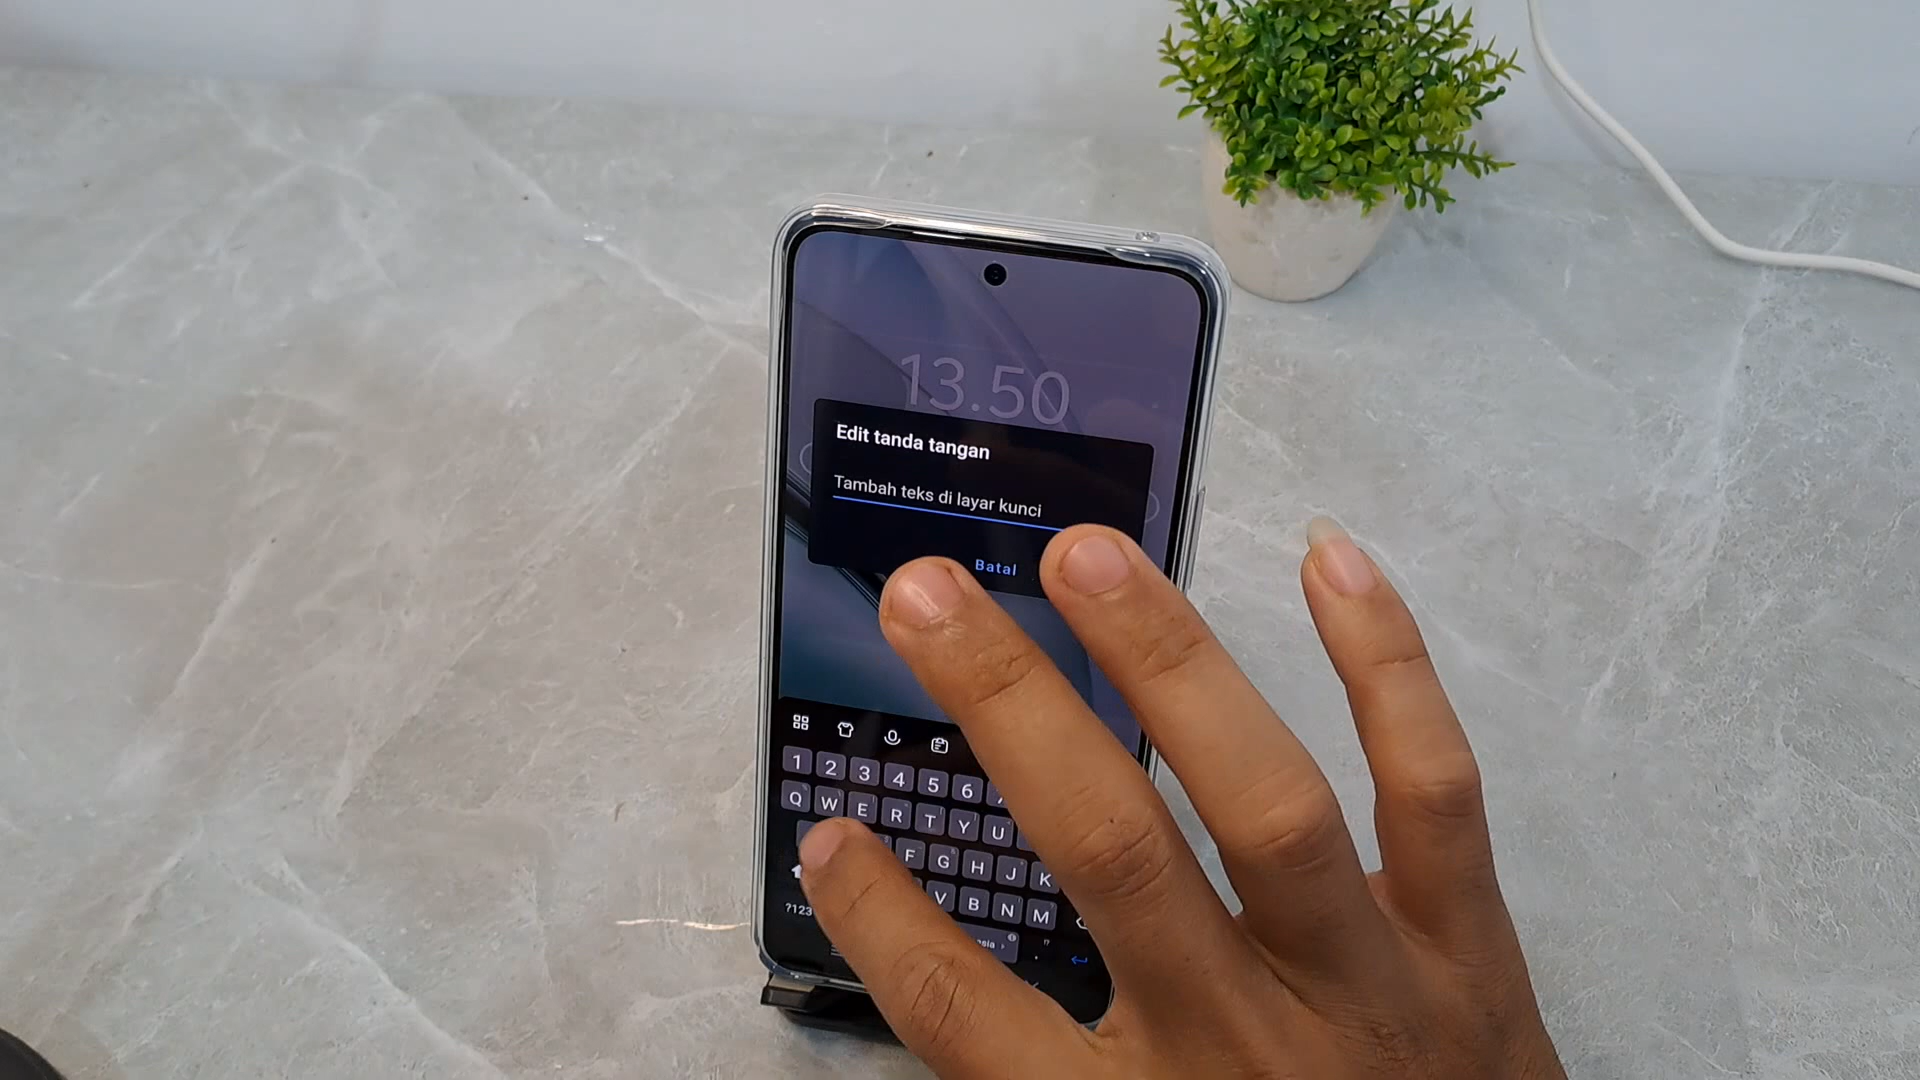 13.50
Edit tanda tangan
Tambah teks di layar kunci
Batal
1 2 3 4 5 6
Q W E R T Y U
F G H J K
V B N M
?123